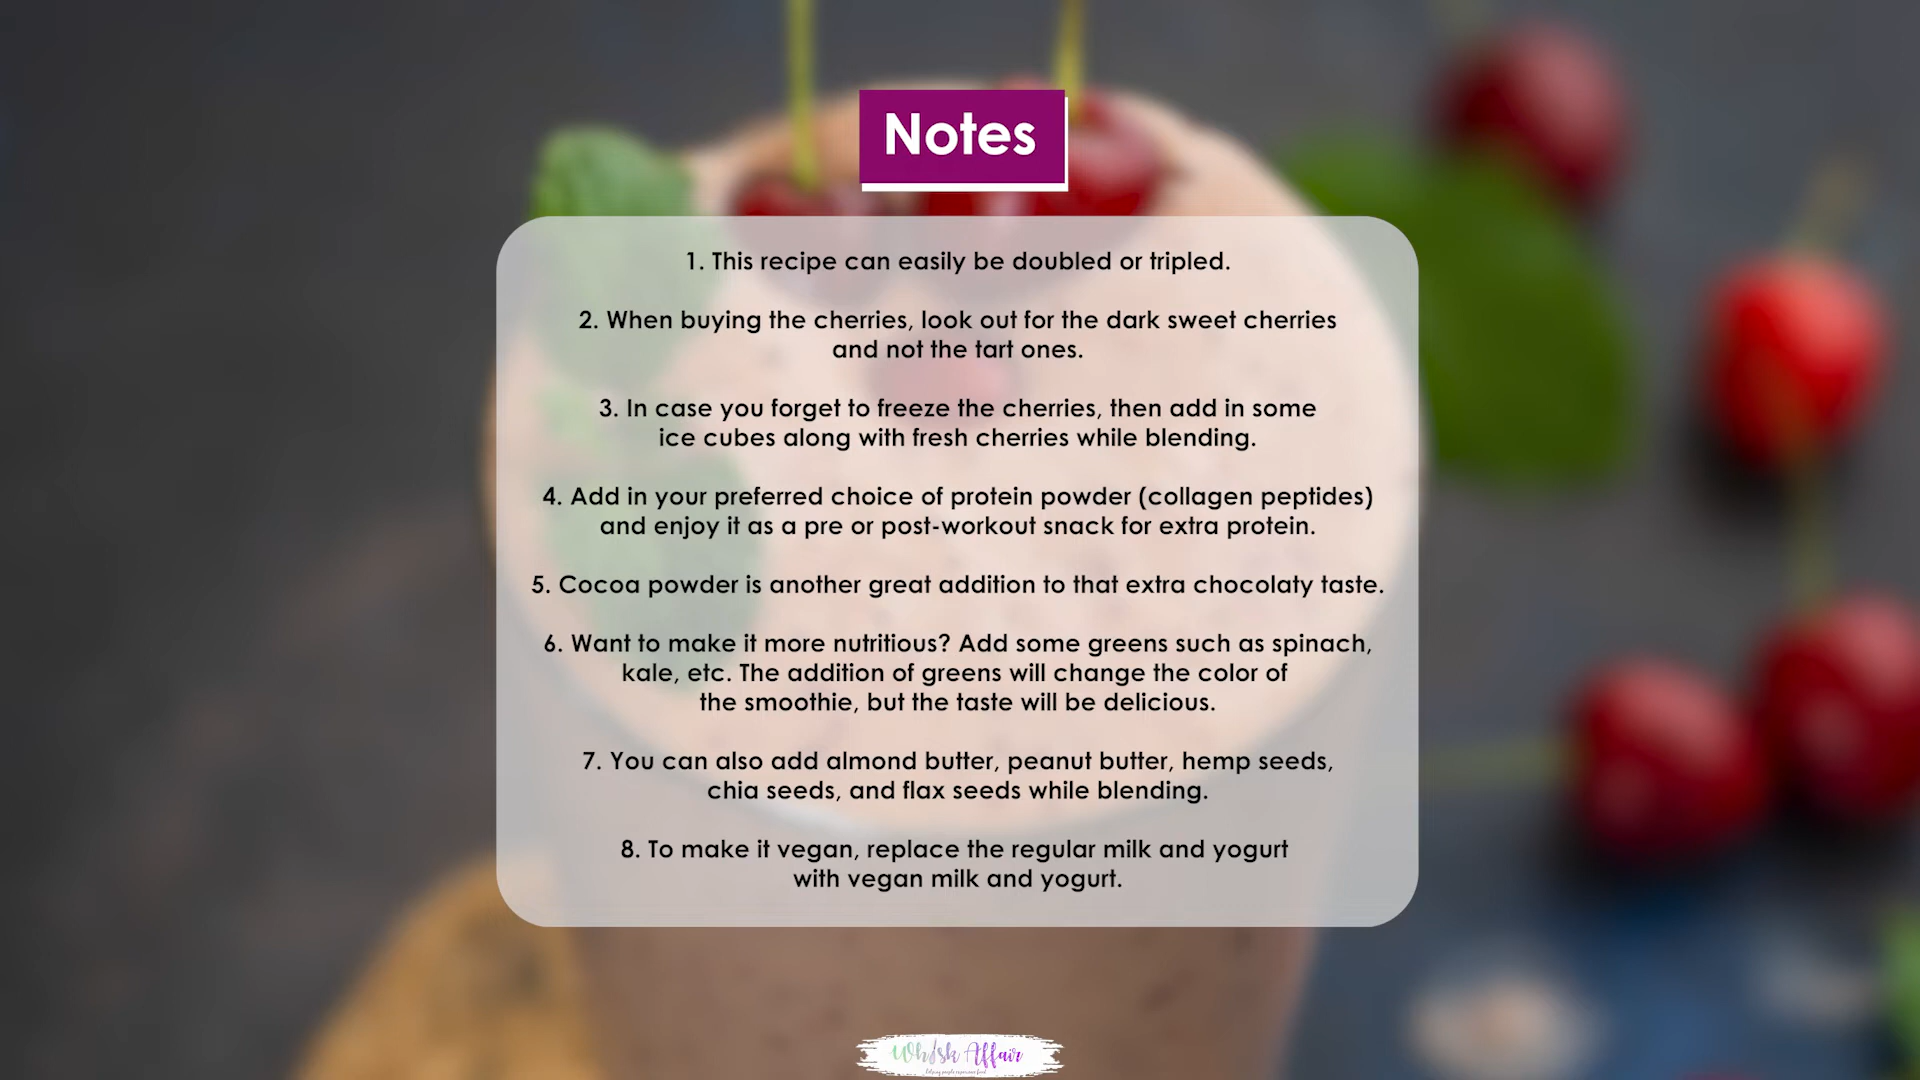 Notes
1. This recipe can easily be doubled or tripled.
2. When buying the cherries, look out for the dark sweet cherries
and not the tart ones.
3. In case you forget to freeze the cherries, then add in some
ice cubes along with fresh cherries while blending.
4. Add in your preferred choice of protein powder (collagen peptides)
and enjoy it as a pre or post-workout snack for extra protein.
5. Cocoa powder is another great addition to that extra chocolaty taste.
6. Want to make it more nutritious? Add some greens such as spinach,
kale, etc. The addition of greens will change the color of
the smoothie, but the taste will be delicious.
7. You can also add almond butter, peanut butter, hemp seeds,
chia seeds, and flax seeds while blending.
8. To make it vegan, replace the regular milk and yogurt
with vegan milk and yogurt.
Whisk Affair